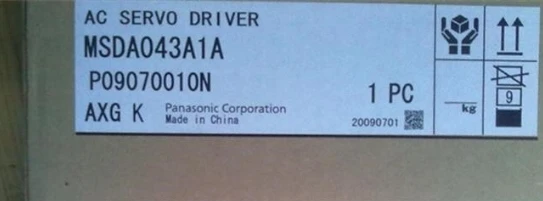 AC SERVO DRIVER
MSDA043A1A
P09070010N
1 PC
AXG K
Panasonic Corporation
Made in China
20090701
kg
9